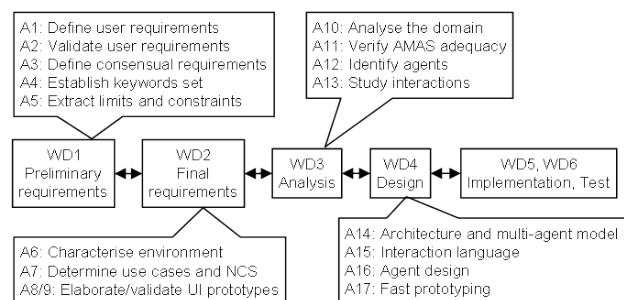 A1: Define user requirements
A2: Validate user requirements
A3: Define consensual requirements
A4: Establish keywords set
A5: Extract limits and constraints
A10: Analyse the domain
A11: Verify AMAS adequacy
A12: Identify agents
A13: Study interactions
WD1
Preliminary
requirements
WD2
Final
requirements
WD3
Analysis
WD4
Design
WD5, WD6
Implementation, Test
A6: Characterise environment
A7: Determine use cases and NCS
A8/9: Elaborate/validate UI prototypes
A14: Architecture and multi-agent model
A15: Interaction language
A16: Agent design
A17: Fast prototyping